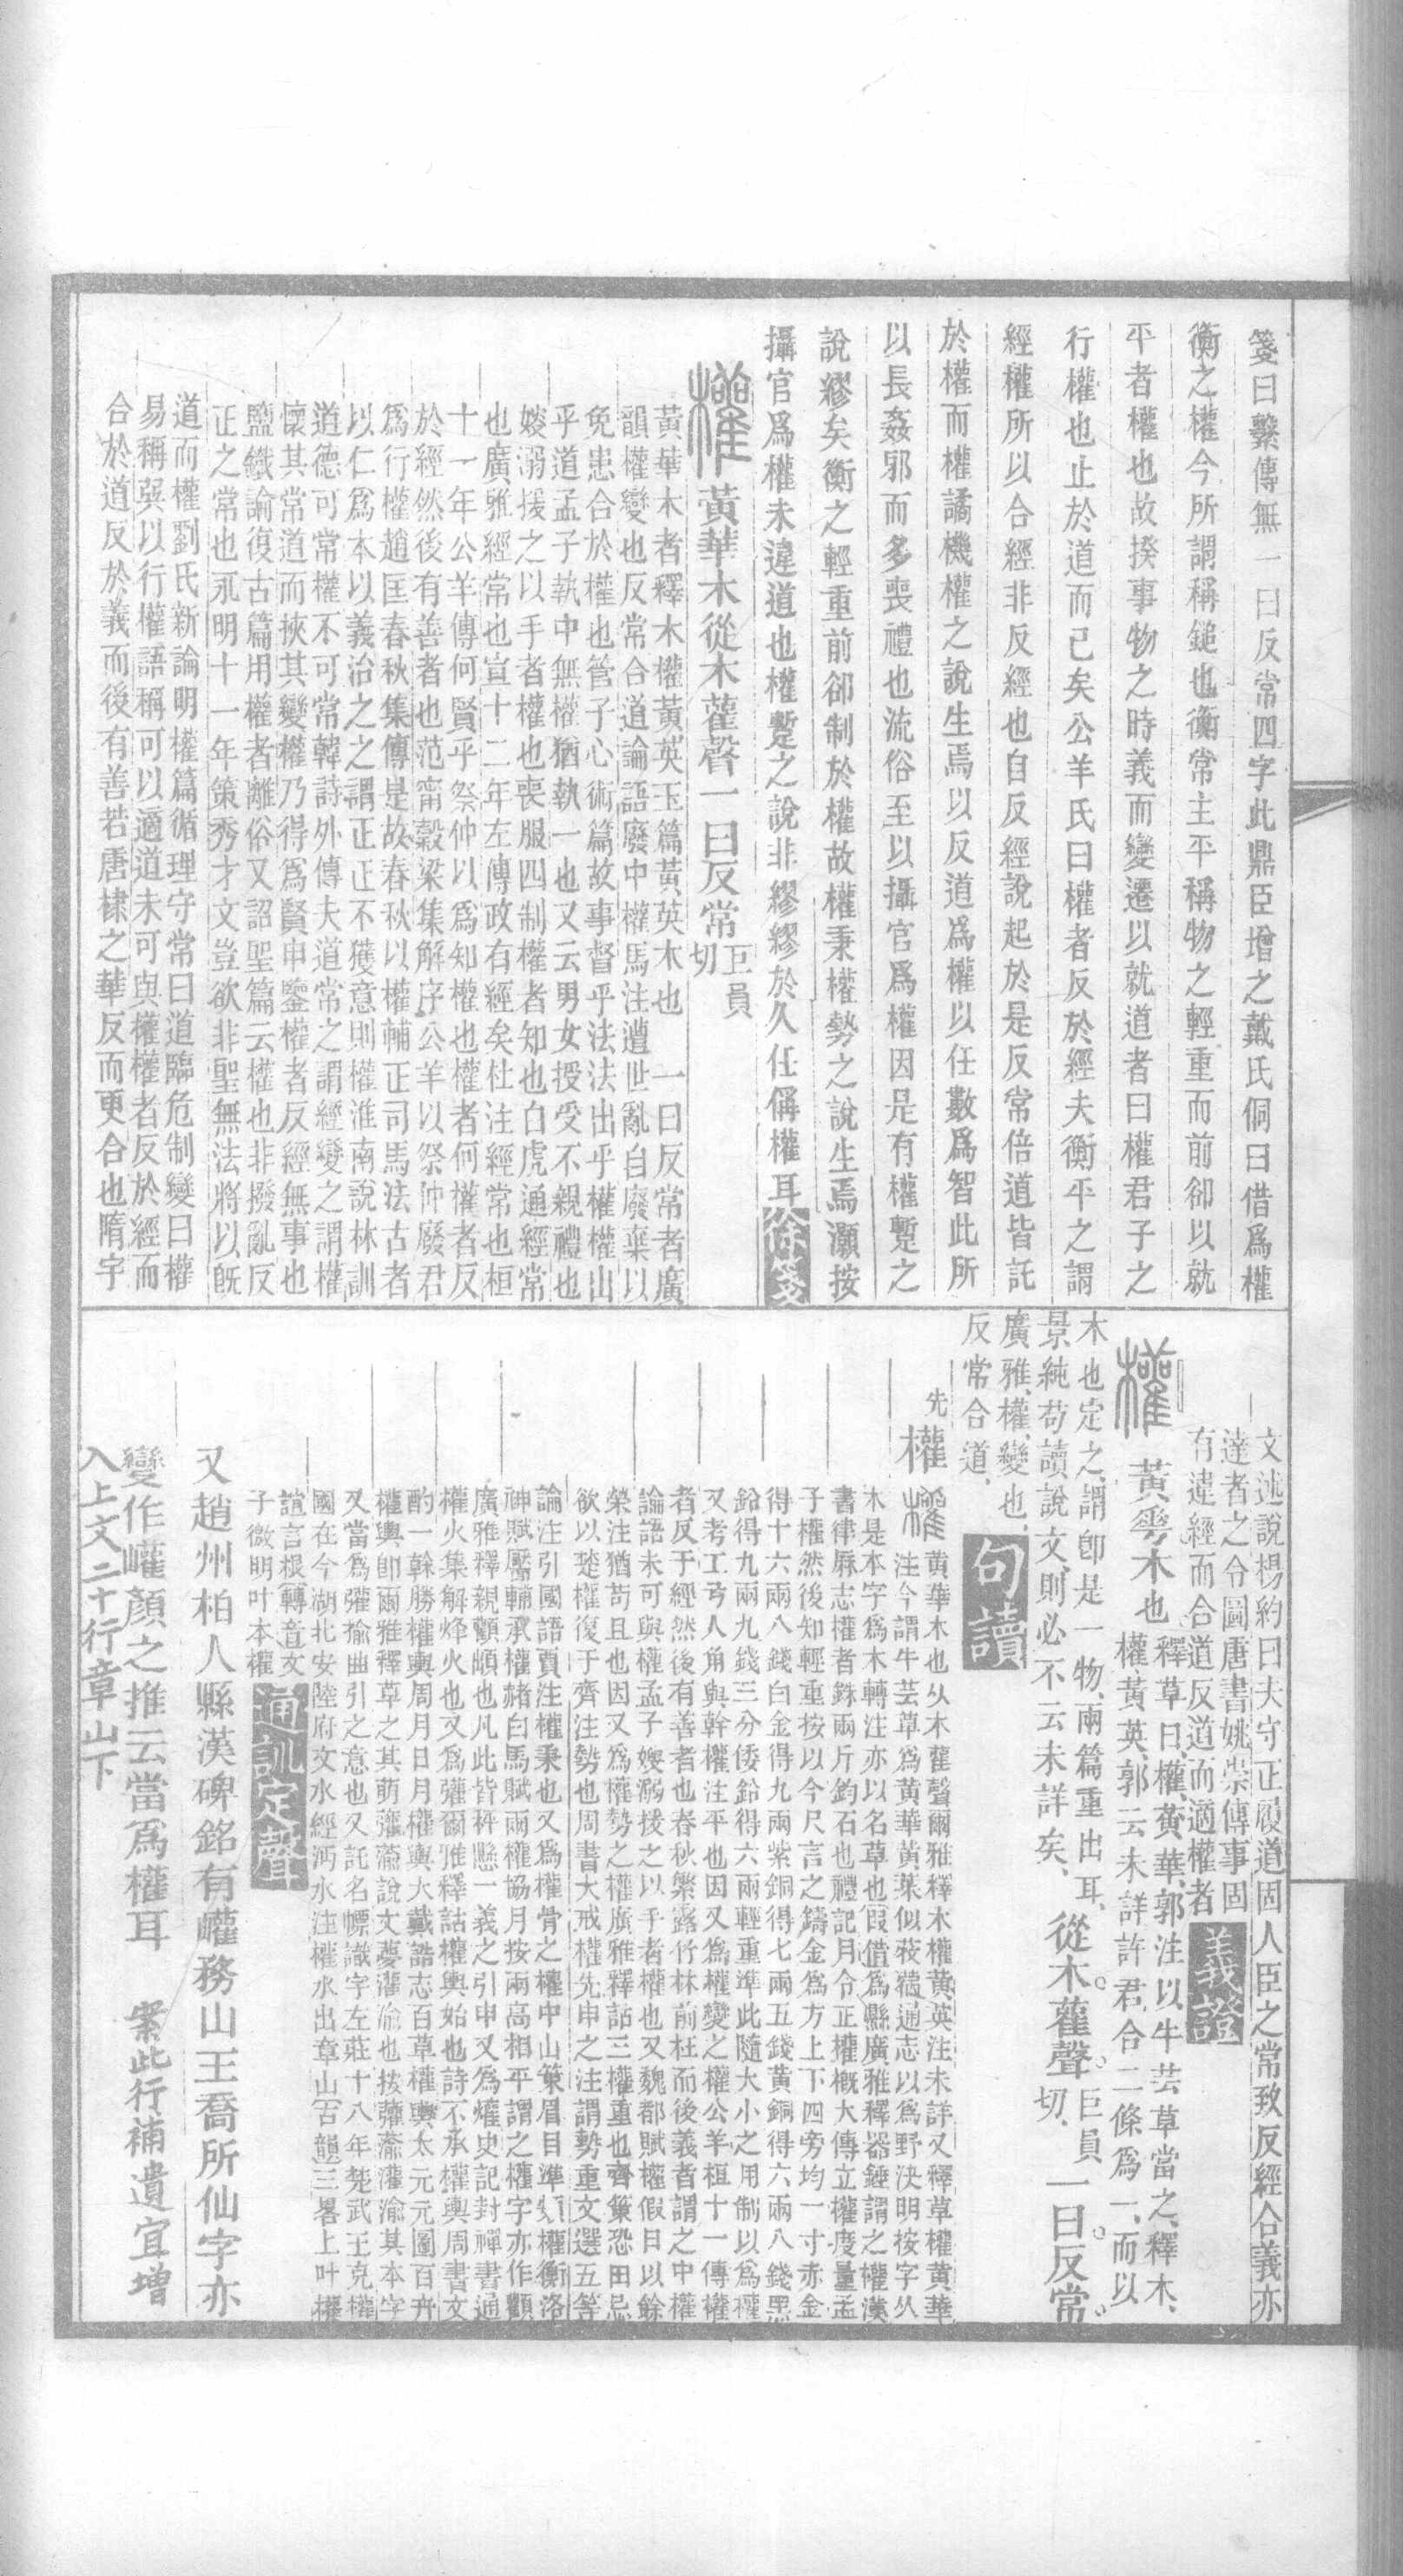 箋曰繫傳無一曰反常四字此鼎臣增之戴氏侗曰借爲權
衡之權今所謂稱鎚也衡常主平稱物之輕重而前卻以就
平者權也故揆事物之時義而變遷以就道者曰權君子之
行權也止於道而已矣公羊氏曰權者反於經夫衡平之謂
經權所以合經非反經也自反經說起於是反常倍道皆託
於權而權譎機權之說生焉以反道爲權以任數爲智此所
以長姦邪而多喪禮也流俗至以攝官爲權因是有權蹔之
說繆矣衡之輕重前卻制於權故權秉權勢之說生焉灝按
攝官爲權未違道也權蹔之說非繆繆於久任偁權耳徐箋
權黃華木從木雚聲一曰反常巨員
切
黃華木者釋木權黃英玉篇黃英木也 一曰反常者廣
韻權變也反常合道論語廢中權馬注遭世亂自廢棄以
免患合於權也管子心術篇故事督乎法法出乎權權出
乎道孟子執中無權猶執一也又云男女授受不親禮也
嫂溺援之以手者權也喪服四制權者知也白虎通經常
也廣雅經常也宣十二年左傳政有經矣杜注經常也桓
十一年公羊傳何賢乎祭仲以爲知權也權者何權者反
於經然後有善者也范甯穀梁集解序公羊以祭仲廢君
爲行權趙匡春秋集傳是故春秋以權輔正司馬法古者
以仁爲本以義治之之謂正正不獲意則權淮南說林訓
道德可常權不可常韓詩外傳夫道常之謂經變之謂權
懷其常道而挾其變權乃得爲賢申鑒權者反經無事也
鹽鐵論復古篇用權者離俗又詔聖篇云權也非撥亂反
正之常也永明十一年策秀才文豈欲非聖無法將以旣
道而權劉氏新論明權篇循理守常曰道臨危制變曰權
易稱巽以行權語稱可以適道未可與權權者反於經而
合於道反於義而後有善若唐棣之華反而更合也隋宇
文述說楊約曰夫守正履道固人臣之常致反經合義亦
達者之令圖唐書姚崇傳事固
有違經而合道反道而適權者義證
權 黃雩木也釋草曰權黃華郭注以牛芸草當之釋木
權黃英郭云未詳許君合二條爲一而以
木也定之謂卽是一物兩篇重出耳從木雚聲巨員
景純苟讀說文則必不云未詳矣切一曰反常
廣雅權變也
反常合道句讀
先權權黃華木也从木雚聲爾雅釋木權黃英注未詳又釋草權黃華
注今謂牛芸草爲黃華黃葉似荍蓿通志以爲野決明按字从
木是本字爲木轉注亦以名草也叚借爲縣廣雅釋器錘謂之權漢
書律厤志權者銖兩斤鈞石也禮記月令正權概大傳立權度量孟
子權然後知輕重按以今尺言之鑄金爲方上下四旁均一寸赤金
得十六兩八錢白金得九兩紫銅得七兩五錢黃銅得六兩八錢黑
鉛得九兩九錢三分倭鉛得六兩輕重準此隨大小之用制以爲權
又考工弓人角與幹權注平也因又爲權變之權公羊桓十一傳權
者反于經然後有善者也春秋繁露竹林前枉而後義者謂之中權
論語未可與權孟子嫂溺援之以手者權也又魏都賦權假日以餘
榮注猶苟且也因又爲權勢之權廣雅釋詁三權重也齊策恐田忌
欲以楚權復于齊注勢也周書大戒權先申之注謂勢重文選五等
論注引國語賈注權秉也又爲權骨之權中山策眉目準頞權衡洛
神賦靨輔承權赭白馬賦兩權協月按兩高相平謂之權字亦作顴
廣雅釋親顴頄也凡此皆枰懸一義之引申又爲爟史記封禪書通
權火集解烽火也又爲虇爾雅釋詁權輿始也詩不承權輿周書文
酌一榦勝權輿周月日月權輿大戴誥志百草權輿太元元圖百卉
權輿卽爾雅釋草之其萌虇蕍說文夢灌渝也按虇蕍灌渝其本字
又當爲虇揄曲引之意也又託名幖識字左莊十八年楚武王克權
國在今湖北安陸府又水經沔水注權水出章山古韻三畧上叶權
諠言根轉音文
子微明叶本權通訓定聲
又趙州柏人縣漢碑銘有巏務山王喬所仙字亦
變作巏顏之推云當爲權耳 案此行補遺宜增
入上文二十行章山下